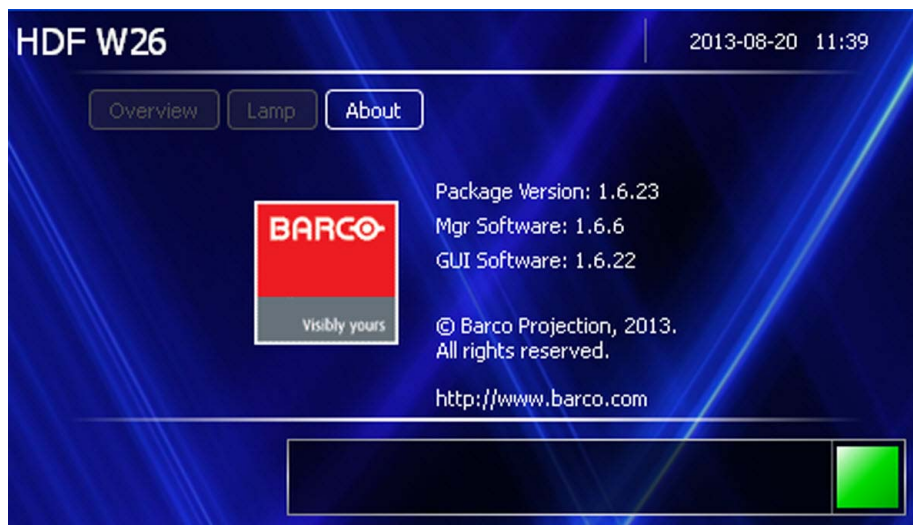 HDF W26
2013-08-20 11:39
Overview Lamp About
BARCO
Visibly yours
Package Version: 1.6.23
Mgr Software: 1.6.6
GUI Software: 1.6.22
© Barco Projection, 2013.
All rights reserved.
http://www.barco.com